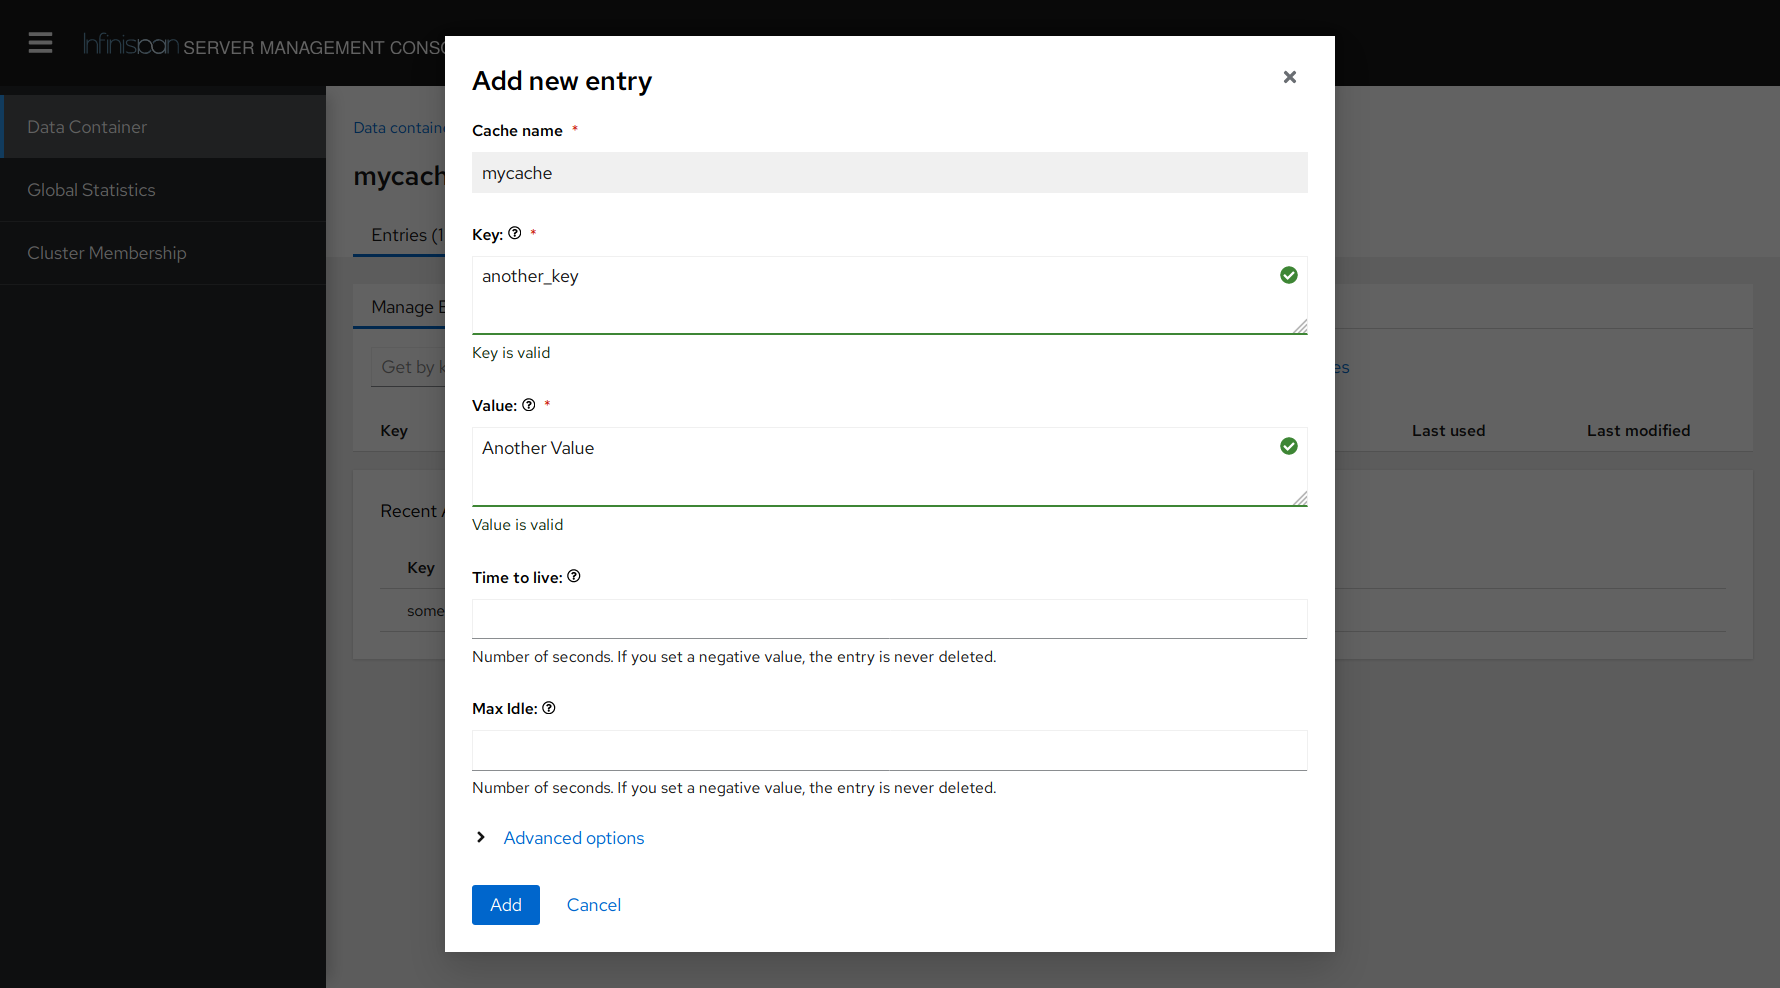 Infinispan SERVER MANAGEMENT CONSO
Data Container
Global Statistics
Cluster Membership
Data containe
mycach
Entries (1
Manage E
Get by k
es
Key
Last used
Last modified
Recent A
Key
some
Add new entry
Cache name *
mycache
Key: *
another_key
Key is valid
Value: *
Another Value
Value is valid
Time to live:
Number of seconds. If you set a negative value, the entry is never deleted.
Max Idle:
Number of seconds. If you set a negative value, the entry is never deleted.
Advanced options
Add
Cancel